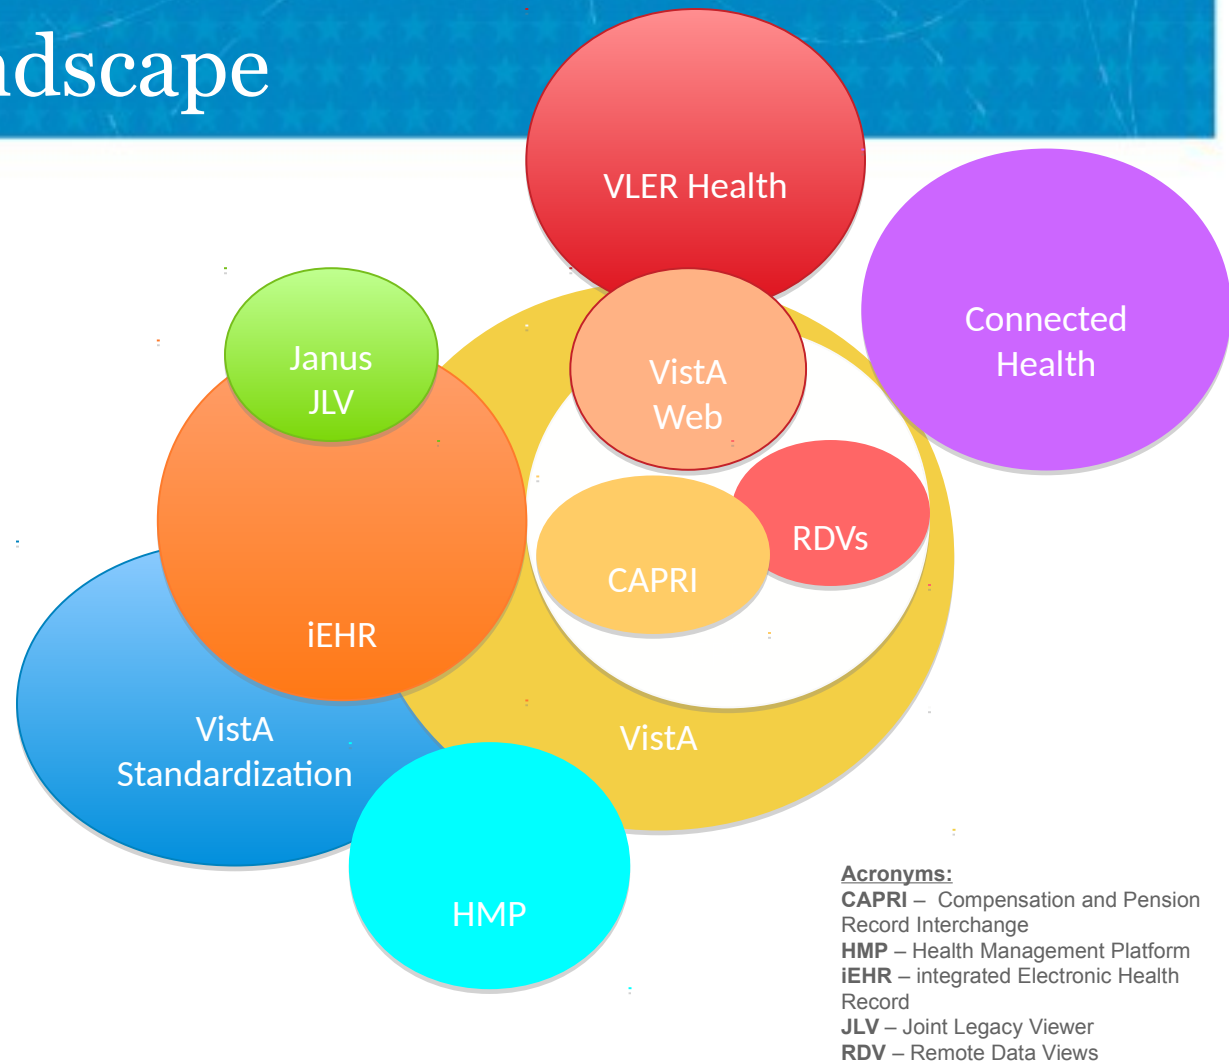 VLER Health
Connected
Health
Janus
JLV
VistA
Web
RDVs
CAPRI
iEHR
VistA
Standardization
VistA
HMP
Acronyms:
CAPRI – Compensation and Pension
Record Interchange
HMP – Health Management Platform
iEHR – integrated Electronic Health
Record
JLV – Joint Legacy Viewer
RDV – Remote Data Views